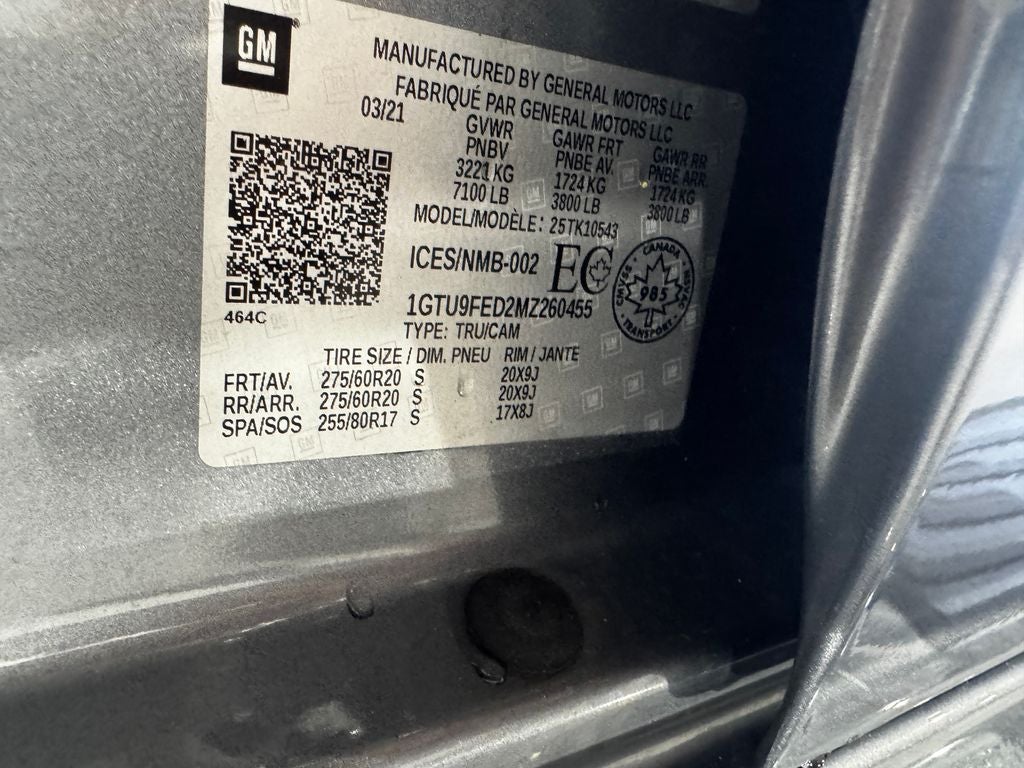 GM
MANUFACTURED BY GENERAL MOTORS LLC
FABRIQUÉ PAR GENERAL MOTORS LLC
03/21
GVWR GAWR FRT GAWR RR
PNBV PNBE AV. PNBE ARR.
3221 KG 1724 KG 1724 KG
7100 LB 3800 LB 3800 LB
MODEL/MODÈLE: 25TK10543
ICES/NMB-002 EC
CANADA
CMVSS NSVAC
985
TRANSPORT
1GTU9FED2MZ260455
464C
TYPE: TRU/CAM
TIRE SIZE / DIM. PNEU RIM / JANTE
FRT/AV. 275/60R20 S 20X9J
RR/ARR. 275/60R20 S 20X9J
SPA/SOS 255/80R17 S 17X8J